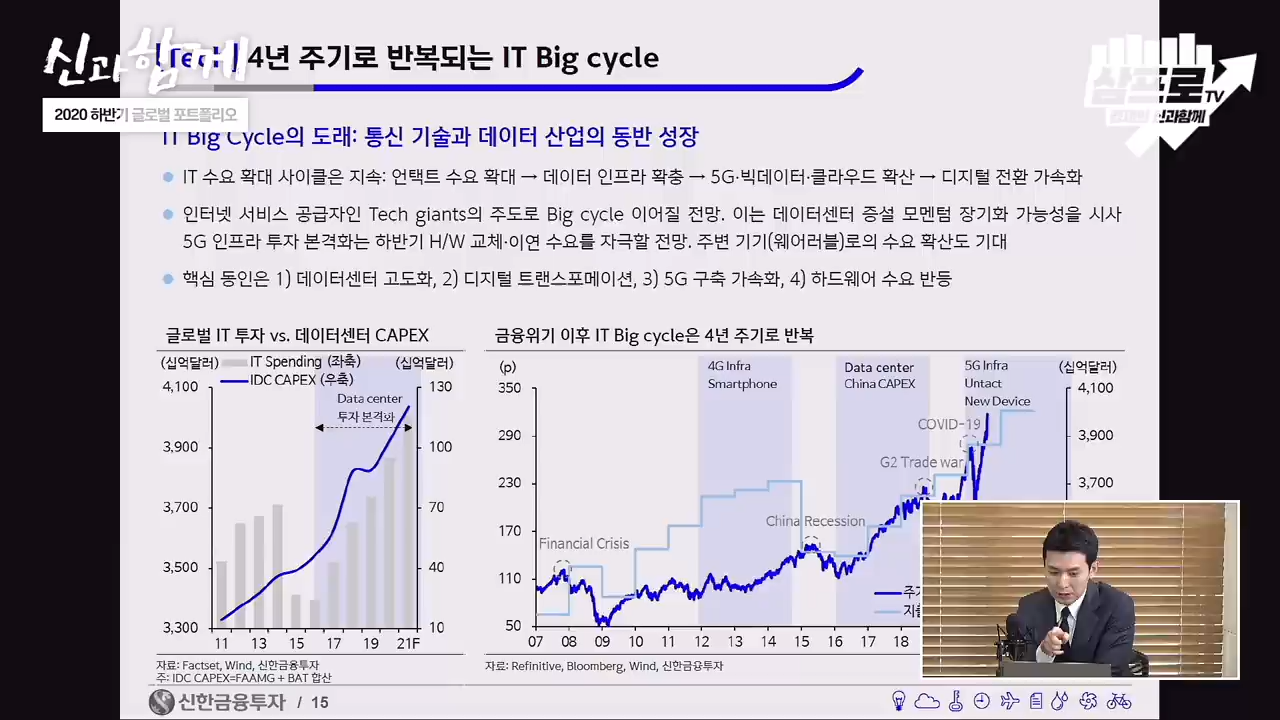 신과함께
2020 하반기 글로벌 포트폴리오
삼프로TV
신과함께
[Tech] 4년 주기로 반복되는 IT Big cycle
IT Big Cycle의 도래: 통신 기술과 데이터 산업의 동반 성장
IT 수요 확대 사이클은 지속: 언택트 수요 확대 → 데이터 인프라 확충 → 5G·빅데이터·클라우드 확산 → 디지털 전환 가속화
인터넷 서비스 공급자인 Tech giants의 주도로 Big cycle 이어질 전망. 이는 데이터센터 증설 모멘텀 장기화 가능성을 시사
5G 인프라 투자 본격화는 하반기 H/W 교체·이연 수요를 자극할 전망. 주변 기기(웨어러블)로의 수요 확산도 기대
핵심 동인은 1) 데이터센터 고도화, 2) 디지털 트랜스포메이션, 3) 5G 구축 가속화, 4) 하드웨어 수요 반등
글로벌 IT 투자 vs. 데이터센터 CAPEX
(십억달러)
IT Spending (좌축)
(십억달러)
IDC CAPEX (우축)
4,100
130
Data center
투자 본격화
3,900
100
3,700
70
3,500
40
3,300
10
11 13 15 17 19 21F
자료: Factset, Wind, 신한금융투자
주: IDC CAPEX=FAAMG + BAT 합산
금융위기 이후 IT Big cycle은 4년 주기로 반복
(p)
(십억달러)
4G Infra
Smartphone
Data center
China CAPEX
5G Infra
Untact
New Device
350
4,100
COVID-19
290
3,900
G2 Trade war
230
3,700
China Recession
170
Financial Crisis
110
50
07 08 09 10 11 12 13 14 15 16 17 18
자료: Refinitive, Bloomberg, Wind, 신한금융투자
신한금융투자 / 15